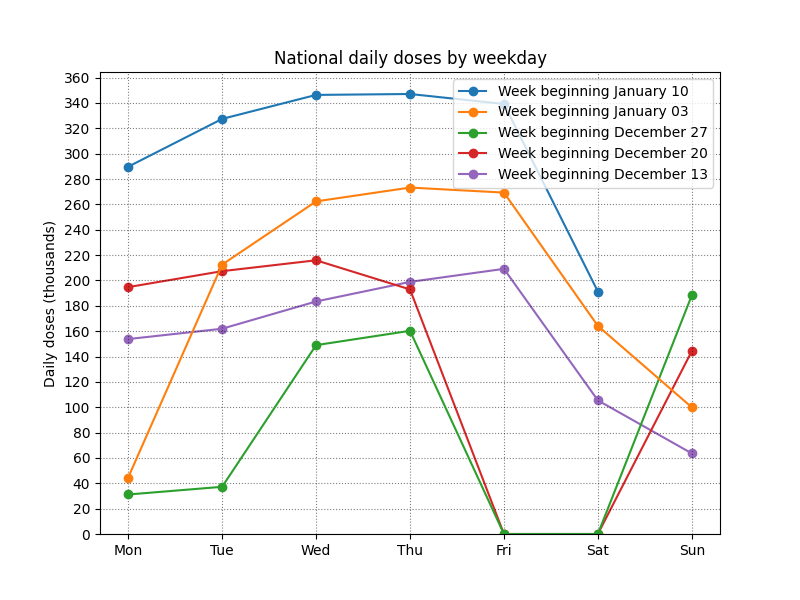 National daily doses by weekday
Daily doses (thousands)
360
340
320
300
280
260
240
220
200
180
160
140
120
100
80
60
40
20
0
Week beginning January 10
Week beginning January 03
Week beginning December 27
Week beginning December 20
Week beginning December 13
Mon Tue Wed Thu Fri Sat Sun